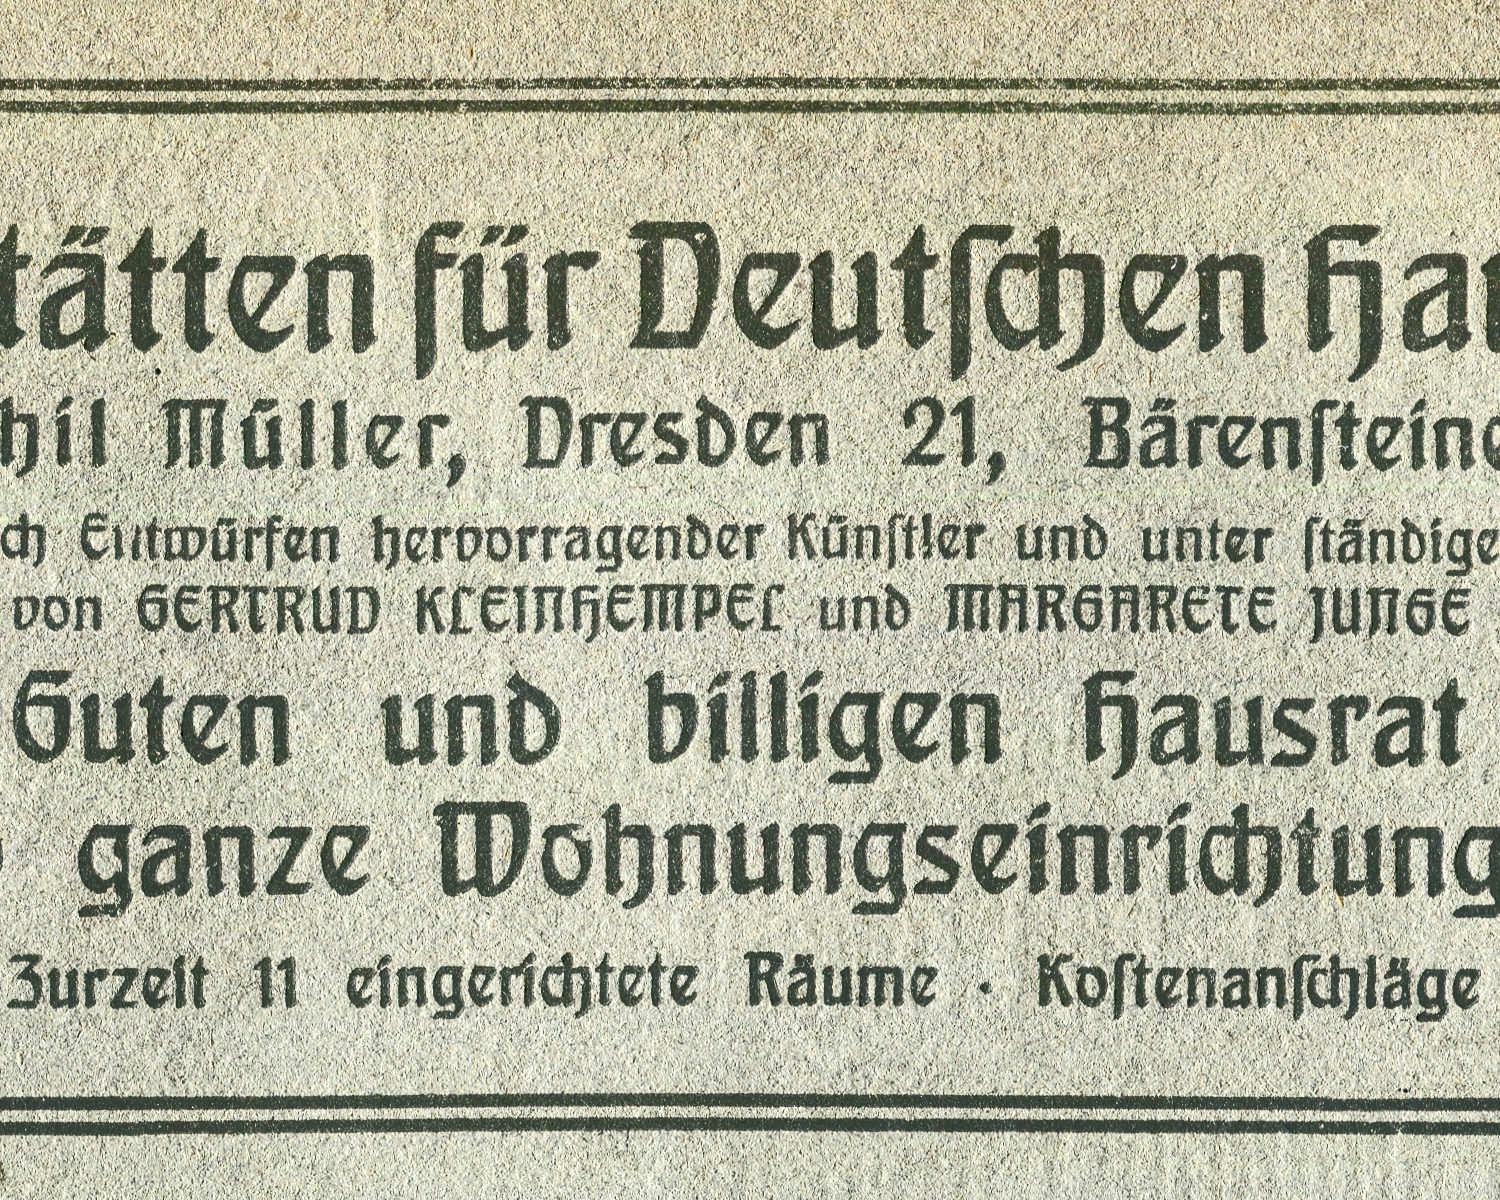 tätten für Deutſchen Hau
hil Müller, Dresden 21, Bärenſteine
ch Entwürfen hervorragender Künſtler und unter ſtändige
von GERTRUD KLEINHEMPEL und MARGARETE JUNGE
Guten und billigen Hausrat
ganze Wohnungseinrichtung
Zurzeit 11 eingerichtete Räume · Koſtenanſchläge